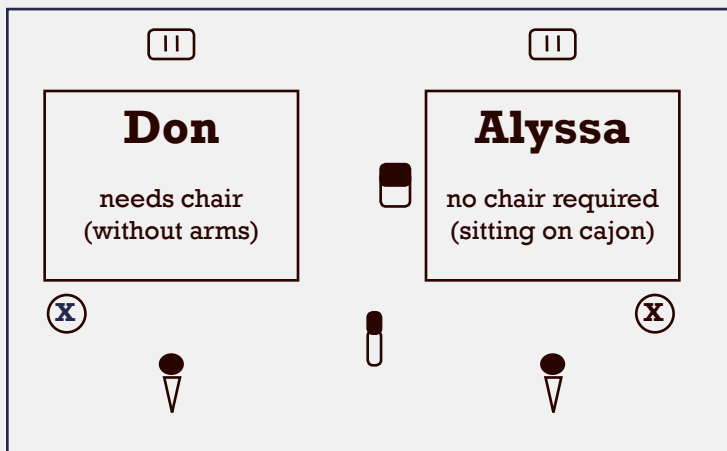 Don
needs chair
(without arms)
Alyssa
no chair required
(sitting on cajon)
X
X